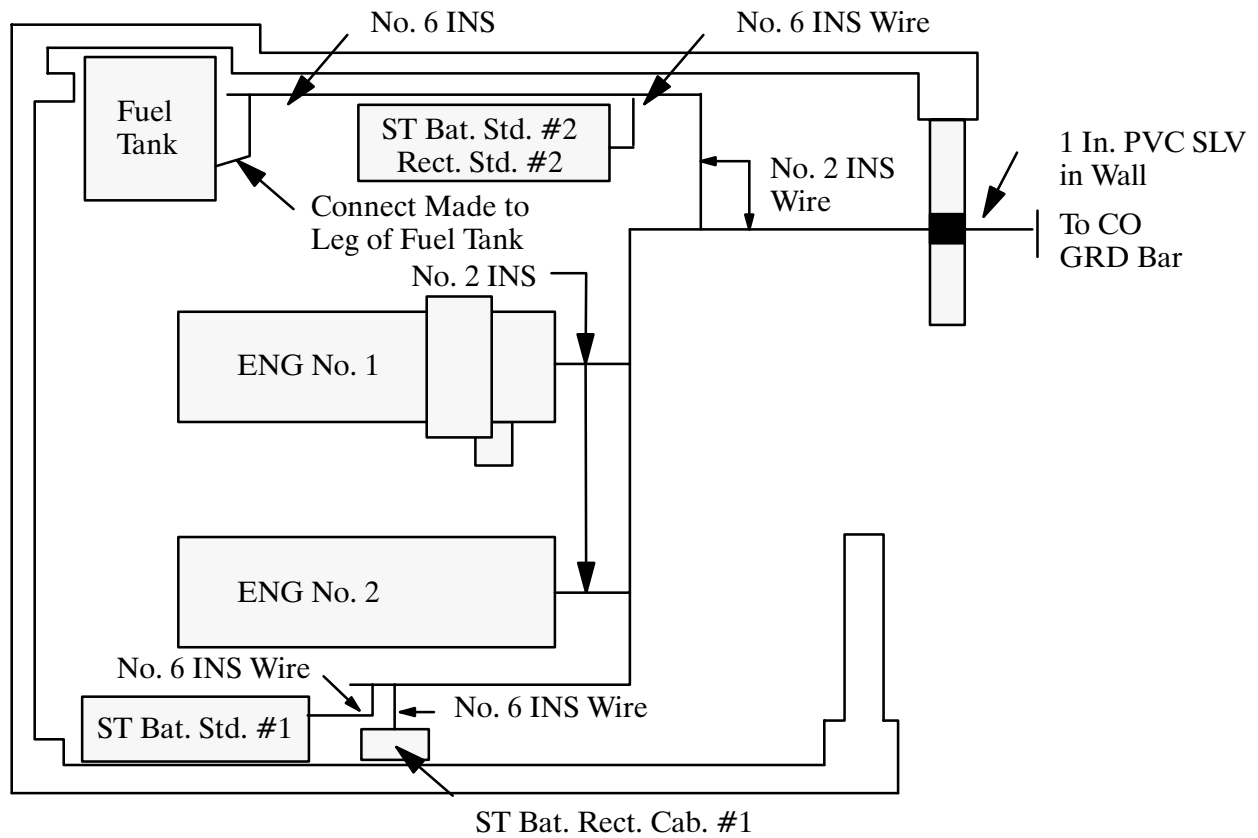 No. 6 INS
No. 6 INS Wire
Fuel
Tank
ST Bat. Std. #2
Rect. Std. #2
1 In. PVC SLV
in Wall
No. 2 INS
Wire
Connect Made to
Leg of Fuel Tank
To CO
GRD Bar
No. 2 INS
ENG No. 1
ENG No. 2
No. 6 INS Wire
No. 6 INS Wire
ST Bat. Std. #1
ST Bat. Rect. Cab. #1